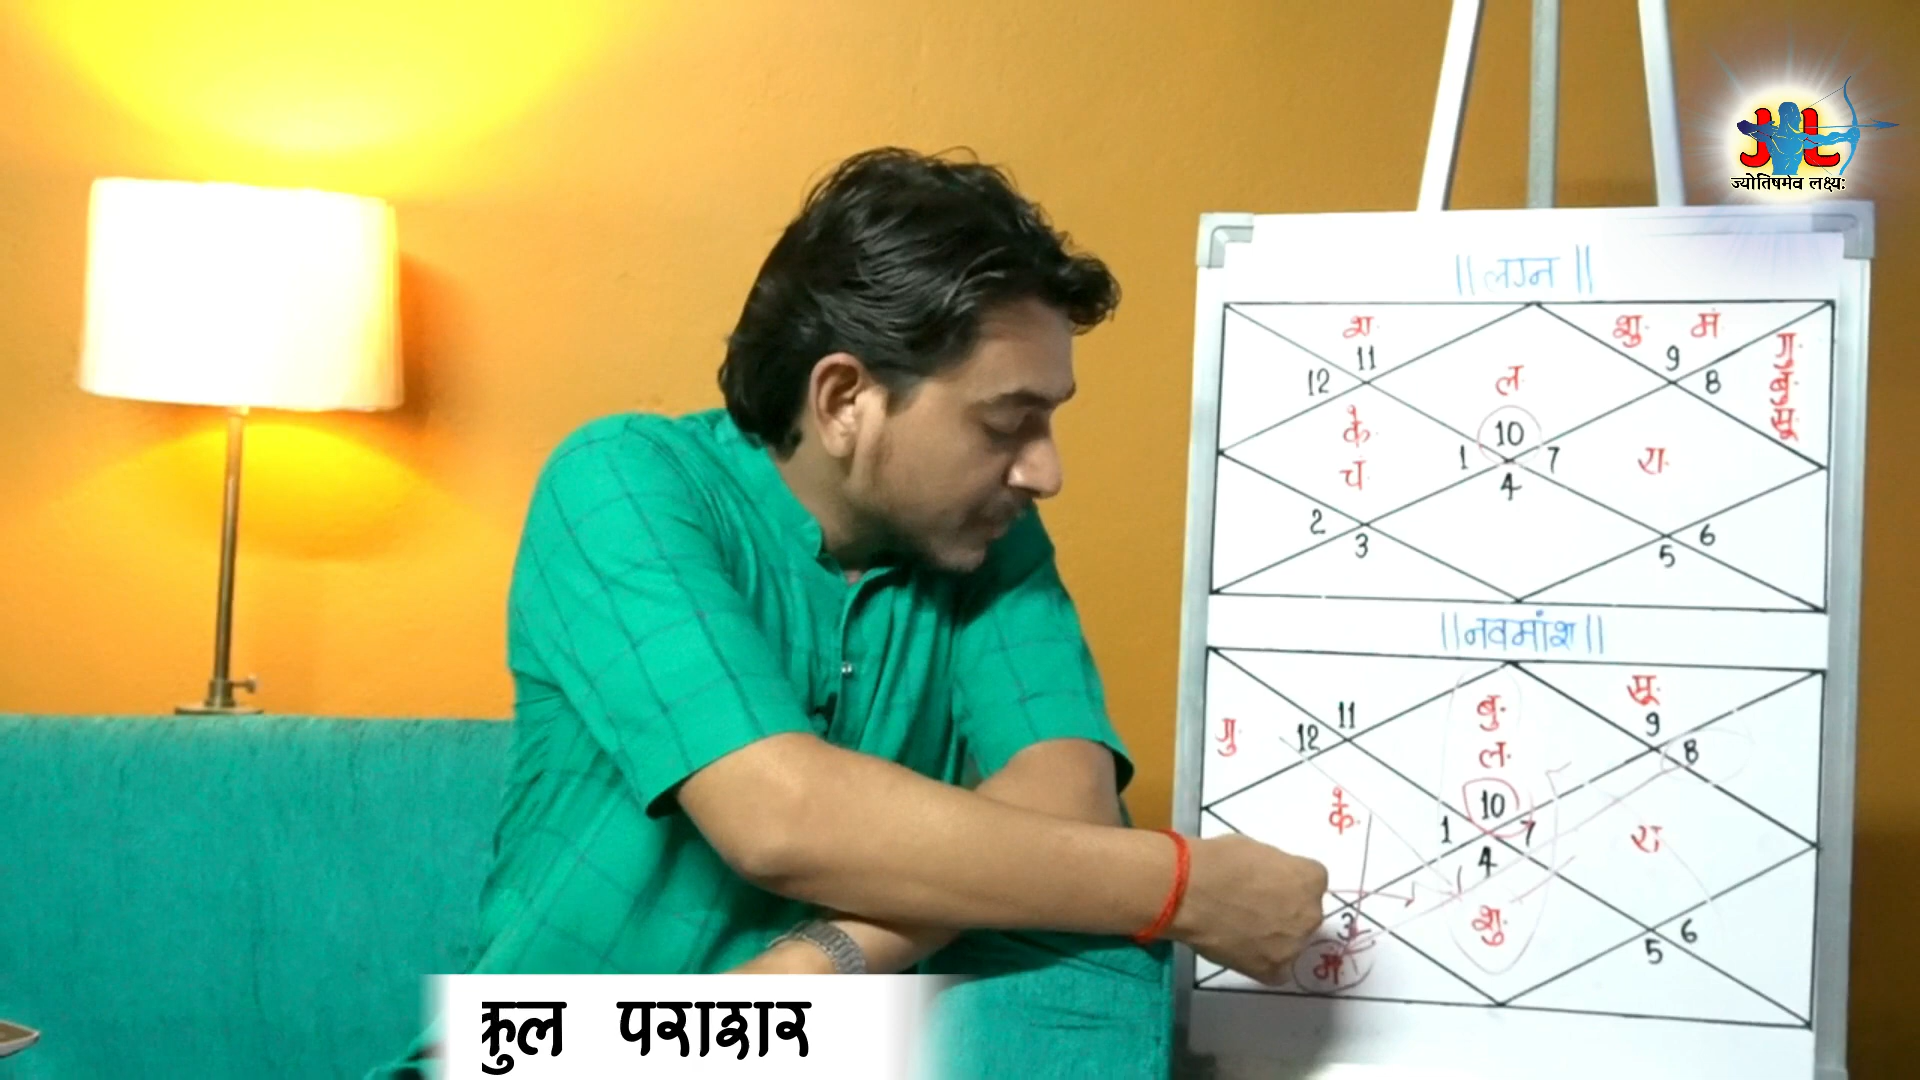 JL
ज्योतिषमेव लक्ष्य:
||लग्न||
श.
11
12
शु. मं
9
8
गु.
बु.
सू.
ल.
10
के.
चं
1
7
4
रा.
2
3
6
5
||नवमांश||
11
12
गु.
बु.
ल.
10
सू.
9
8
के.
1
7
4
रा.
शु.
3
मं.
6
5
कुल पराशर